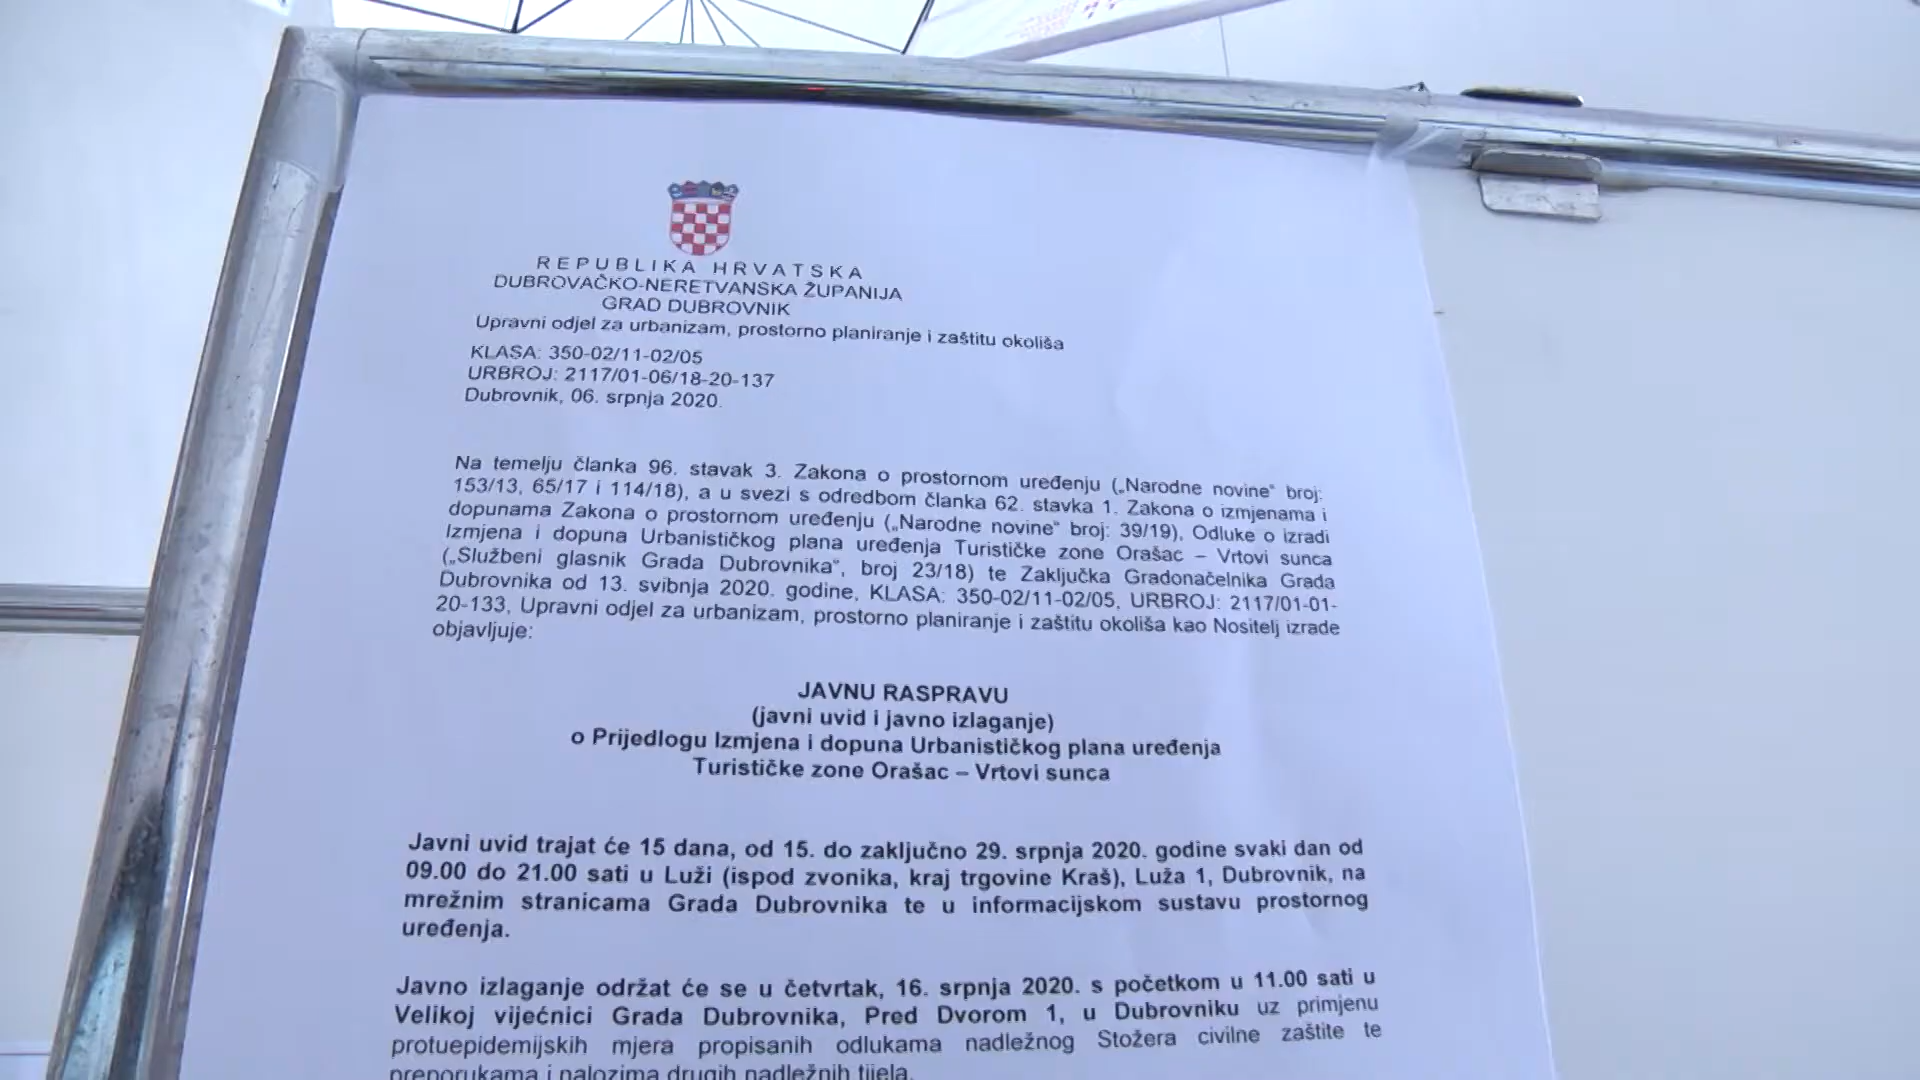 REPUBLIKA HRVATSKA
DUBROVAČKO-NERETVANSKA ŽUPANIJA
GRAD DUBROVNIK
Upravni odjel za urbanizam, prostorno planiranje i zaštitu okoliša
KLASA: 350-02/11-02/05
URBROJ: 2117/01-06/18-20-137
Dubrovnik, 06. srpnja 2020.
Na temelju članka 96. stavak 3. Zakona o prostornom uređenju („Narodne novine“ broj:
153/13, 65/17 i 114/18), a u svezi s odredbom članka 62. stavka 1. Zakona o izmjenama i
dopunama Zakona o prostornom uređenju („Narodne novine“ broj: 39/19), Odluke o izradi
Izmjena i dopuna Urbanističkog plana uređenja Turističke zone Orašac – Vrtovi sunca
(„Službeni glasnik Grada Dubrovnika“, broj 23/18) te Zaključka Gradonačelnika Grada
Dubrovnika od 13. svibnja 2020. godine, KLASA: 350-02/11-02/05, URBROJ: 2117/01-01-
20-133, Upravni odjel za urbanizam, prostorno planiranje i zaštitu okoliša kao Nositelj izrade
objavljuje:
JAVNU RASPRAVU
(javni uvid i javno izlaganje)
o Prijedlogu Izmjena i dopuna Urbanističkog plana uređenja
Turističke zone Orašac – Vrtovi sunca
Javni uvid trajat će 15 dana, od 15. do zaključno 29. srpnja 2020. godine svaki dan od
09.00 do 21.00 sati u Luži (ispod zvonika, kraj trgovine Kraš), Luža 1, Dubrovnik, na
mrežnim stranicama Grada Dubrovnika te u informacijskom sustavu prostornog
uređenja.
Javno izlaganje održat će se u četvrtak, 16. srpnja 2020. s početkom u 11.00 sati u
Velikoj vijećnici Grada Dubrovnika, Pred Dvorom 1, u Dubrovniku uz primjenu
protuepidemijskih mjera propisanih odlukama nadležnog Stožera civilne zaštite te
preporukama i nalozima drugih nadležnih tijela.